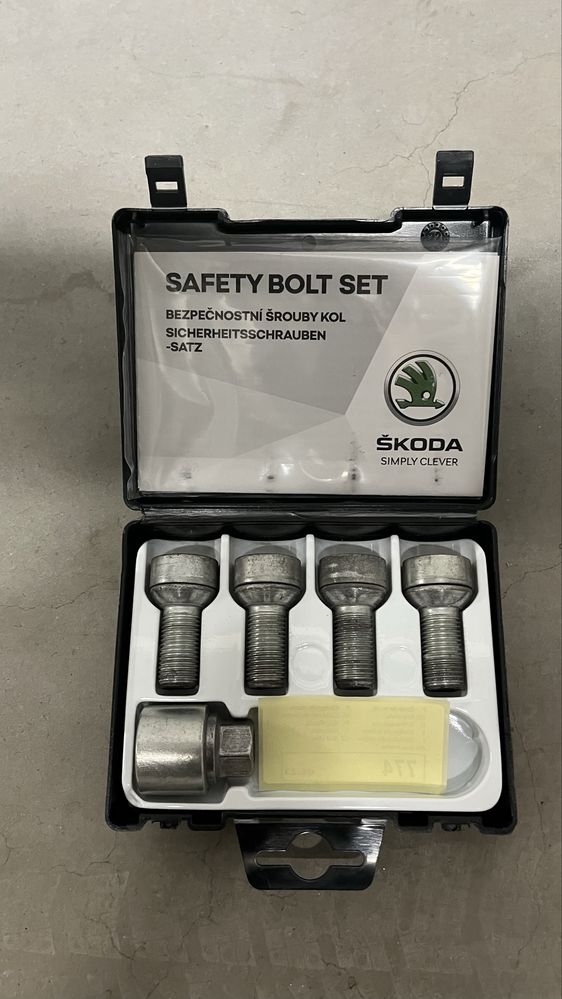 SAFETY BOLT SET
BEZPEČNOSTNÍ ŠROUBY KOL
SICHERHEITSSCHRAUBEN
-SATZ
ŠKODA
SIMPLY CLEVER
774